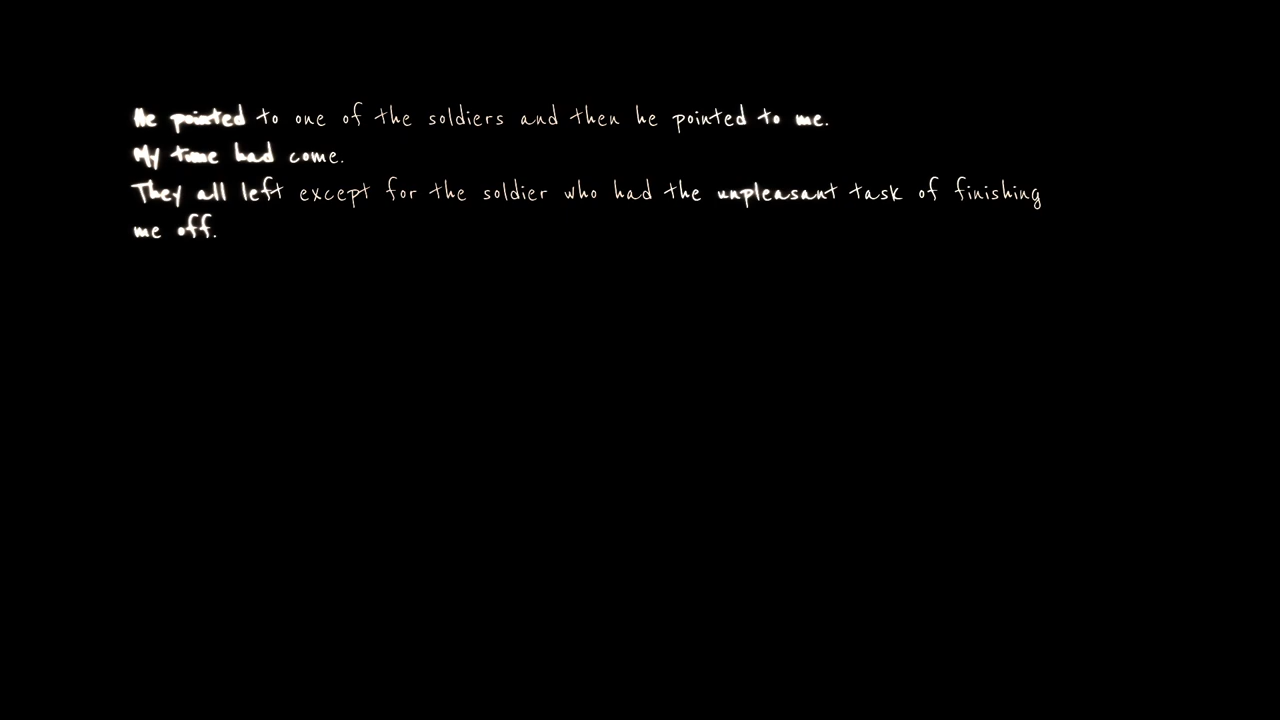 He pointed to one of the soldiers and then he pointed to me.
My time had come.
They all left except for the soldier who had the unpleasant task of finishing
me off.